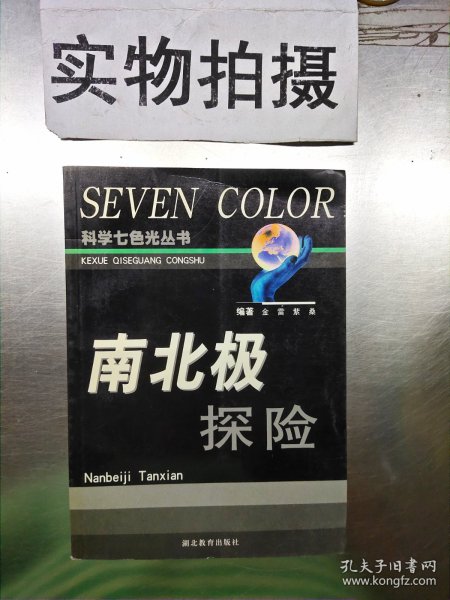 实物拍摄
SEVEN COLOR
科学七色光丛书
KEXUE QISEGUANG CONGSHU
编著 金雷 紫桑
南北极
探险
Nanbeiji Tanxian
湖北教育出版社
孔夫子旧书网
www.kongfz.com